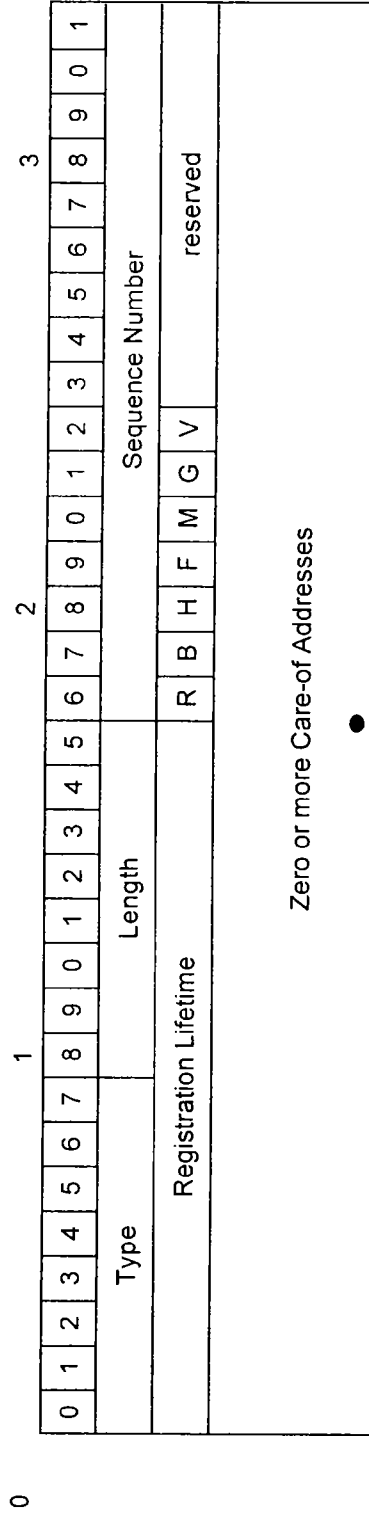 0 1 2 3
0 1 2 3 4 5 6 7 8 9 0 1 2 3 4 5 6 7 8 9 0 1 2 3 4 5 6 7 8 9 0 1
Type Length Sequence Number
Registration Lifetime R B H F M G V reserved
Zero or more Care-of Addresses